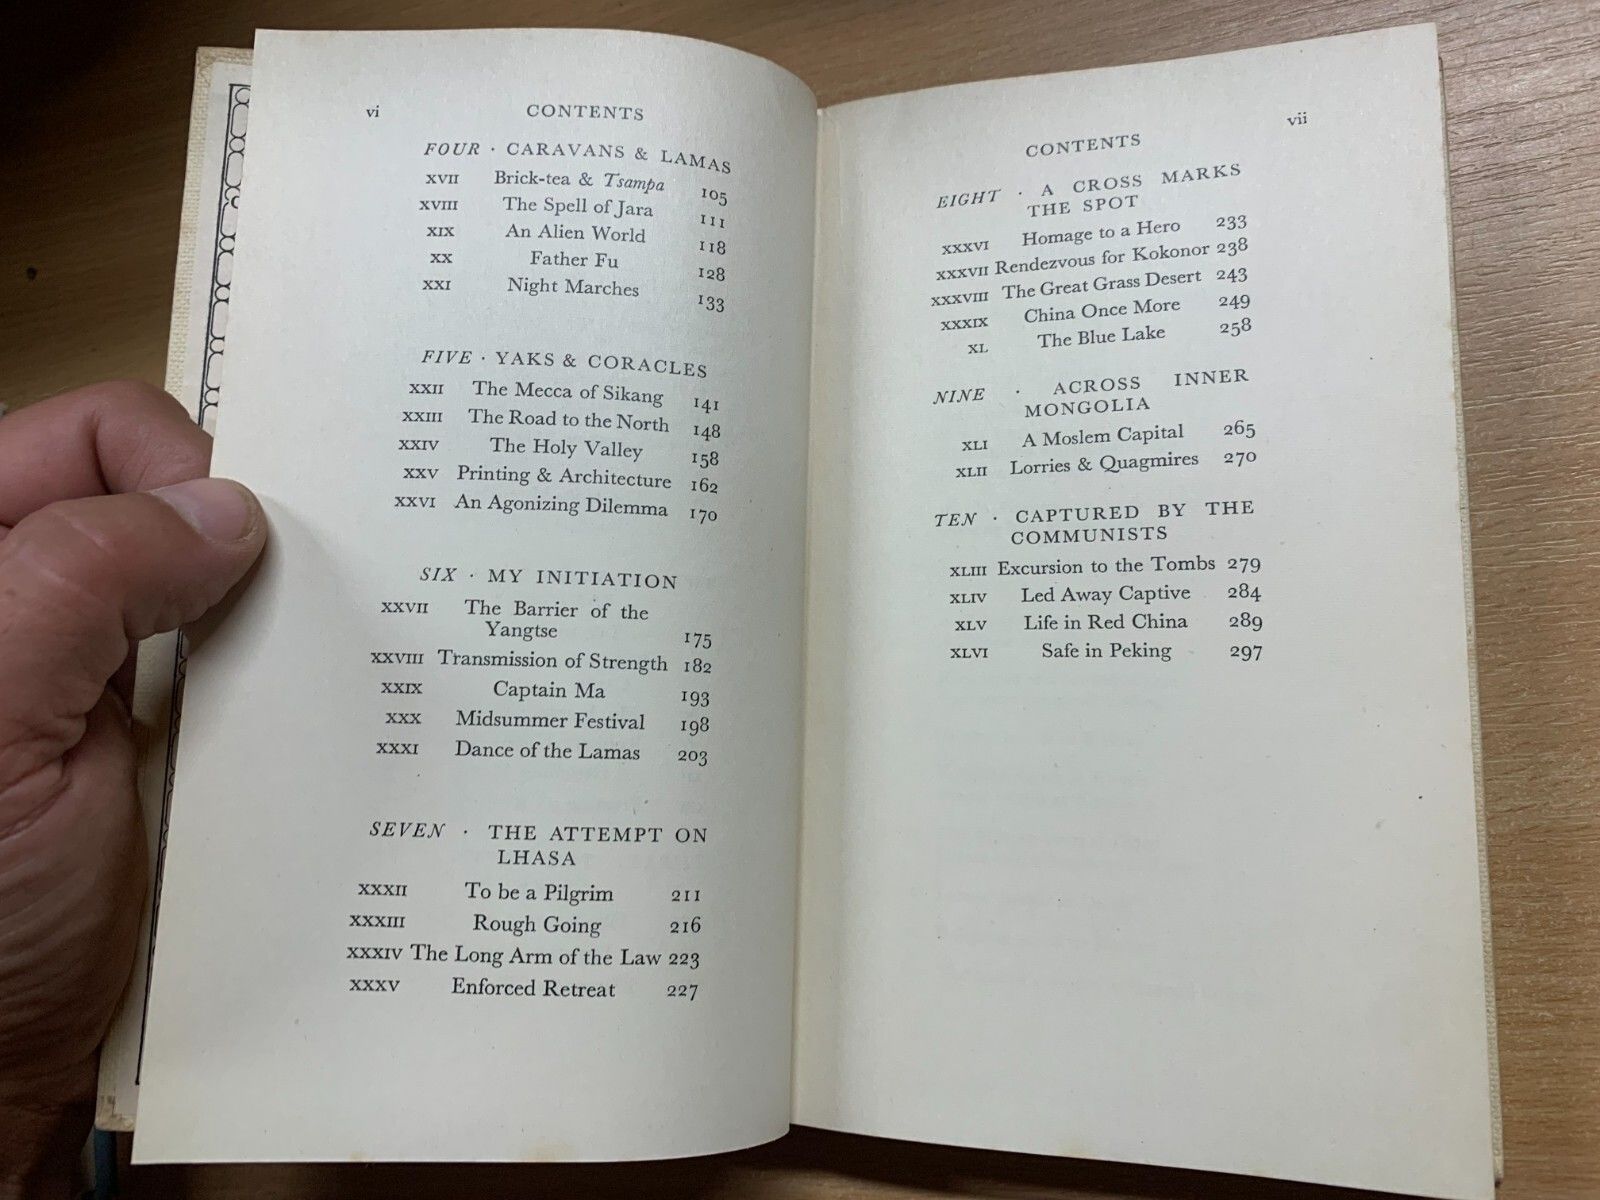 vi CONTENTS
FOUR · CARAVANS & LAMAS
XVII Brick-tea & Tsampa 105
XVIII The Spell of Jara 111
XIX An Alien World 118
XX Father Fu 128
XXI Night Marches 133
FIVE · YAKS & CORACLES
XXII The Mecca of Sikang 141
XXIII The Road to the North 148
XXIV The Holy Valley 158
XXV Printing & Architecture 162
XXVI An Agonizing Dilemma 170
SIX · MY INITIATION
XXVII The Barrier of the
Yangtse 175
XXVIII Transmission of Strength 182
XXIX Captain Ma 193
XXX Midsummer Festival 198
XXXI Dance of the Lamas 203
SEVEN · THE ATTEMPT ON
LHASA
XXXII To be a Pilgrim 211
XXXIII Rough Going 216
XXXIV The Long Arm of the Law 223
XXXV Enforced Retreat 227
CONTENTS vii
EIGHT · A CROSS MARKS
THE SPOT
XXXVI Homage to a Hero 233
XXXVII Rendezvous for Kokonor 238
XXXVIII The Great Grass Desert 243
XXXIX China Once More 249
XL The Blue Lake 258
NINE · ACROSS INNER
MONGOLIA
XLI A Moslem Capital 265
XLII Lorries & Quagmires 270
TEN · CAPTURED BY THE
COMMUNISTS
XLIII Excursion to the Tombs 279
XLIV Led Away Captive 284
XLV Life in Red China 289
XLVI Safe in Peking 297